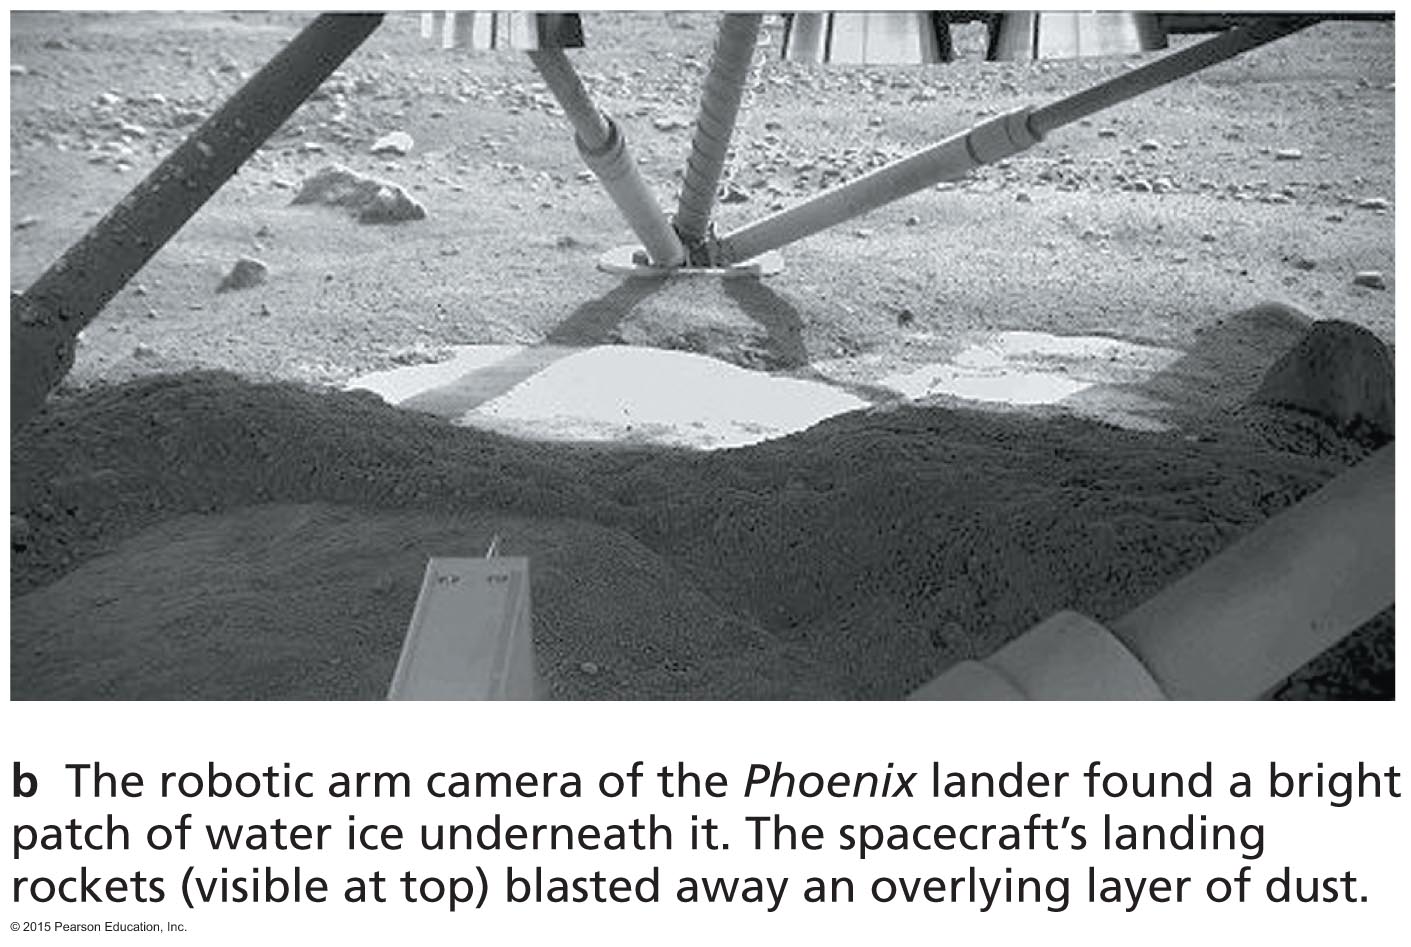 b The robotic arm camera of the Phoenix lander found a bright
patch of water ice underneath it. The spacecraft’s landing
rockets (visible at top) blasted away an overlying layer of dust.
© 2015 Pearson Education, Inc.